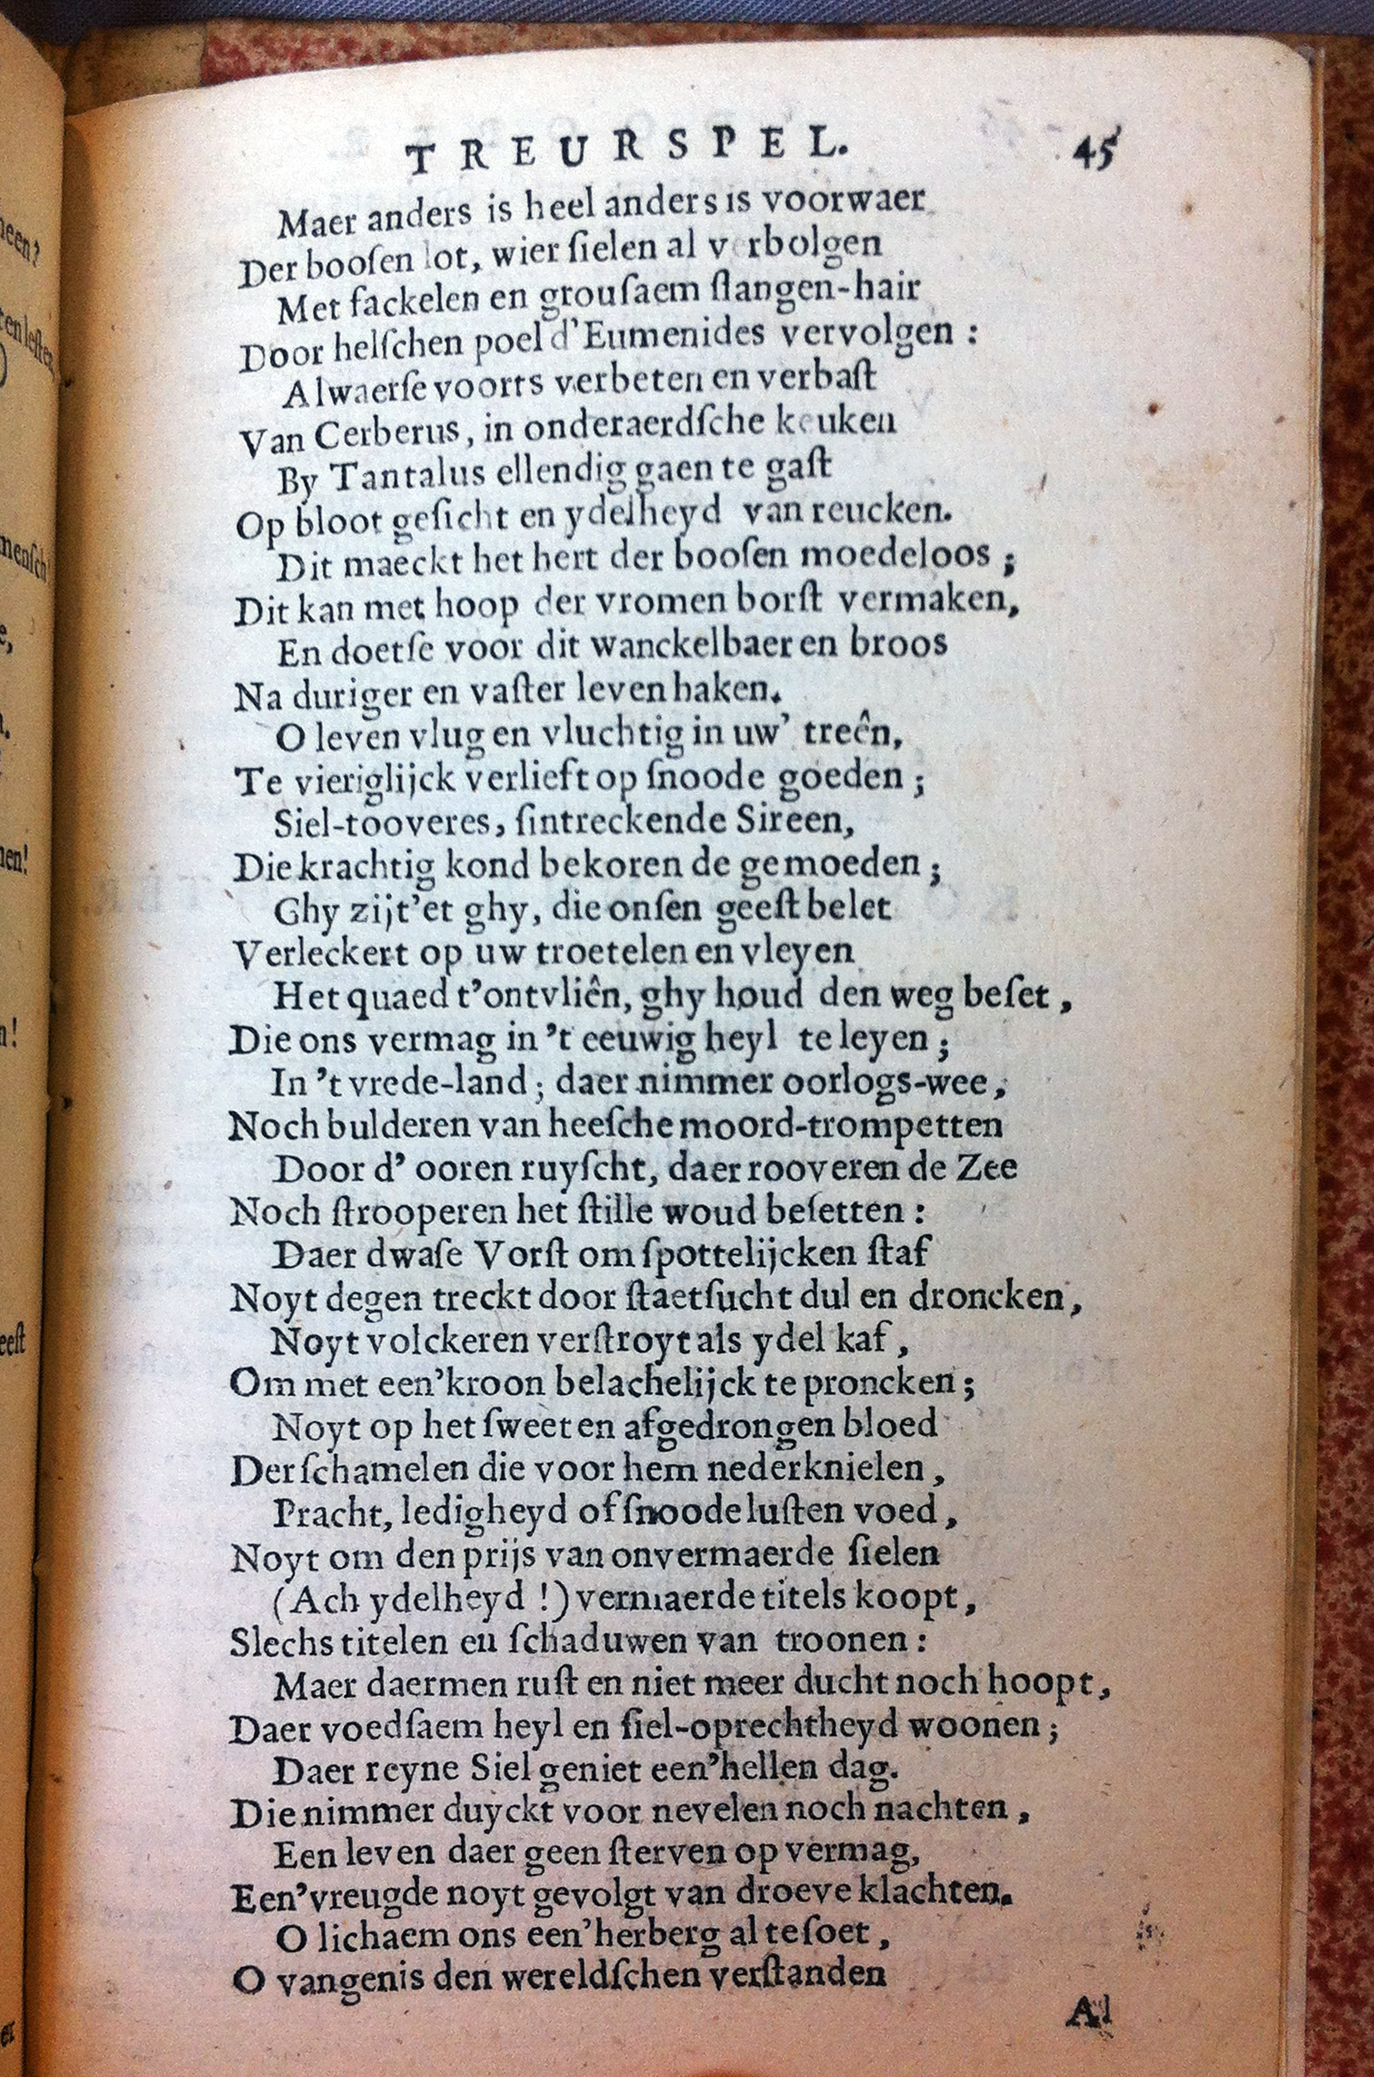 TREURSPEL. 45
Maer anders is heel anders is voorwaer
Der booſen lot, wier ſielen al verbolgen
Met fackelen en grouſaem ſlangen-hair
Door helſchen poel d'Eumenides vervolgen :
Alwaerſe voorts verbeten en verbaſt
Van Cerberus, in onderaerdſche keuken
By Tantalus ellendig gaen te gaſt
Op bloot geſicht en ydelheyd van reucken.
Dit maeckt het hert der booſen moedeloos ;
Dit kan met hoop der vromen borſt vermaken,
En doetſe voor dit wanckelbaer en broos
Na duriger en vaſter leven haken.
O leven vlug en vluchtig in uw' treên,
Te vieriglijck verlieft op ſnoode goeden ;
Siel-tooveres, ſintreckende Sireen,
Die krachtig kond bekoren de gemoeden ;
Ghy zijt'et ghy, die onſen geeſt belet
Verleckert op uw troetelen en vleyen
Het quaed t'ontvliên, ghy houd den weg beſet,
Die ons vermag in 't eeuwig heyl te leyen ;
In 't vrede-land ; daer nimmer oorlogs-wee,
Noch bulderen van heeſche moord-trompetten
Door d' ooren ruyſcht, daer rooveren de Zee
Noch ſtrooperen het ſtille woud beſetten :
Daer dwaſe Vorſt om ſpottelijcken ſtaf
Noyt degen treckt door ſtaetſucht dul en droncken,
Noyt volckeren verſtroyt als ydel kaf,
Om met een'kroon belachelijck te proncken ;
Noyt op het ſweet en afgedrongen bloed
Der ſchamelen die voor hem nederknielen,
Pracht, ledigheyd of ſnoode luſten voed,
Noyt om den prijs van onvermaerde ſielen
(Ach ydelheyd !) vermaerde titels koopt,
Slechs titelen en ſchaduwen van troonen :
Maer daermen ruſt en niet meer ducht noch hoopt,
Daer voedſaem heyl en ſiel-oprechtheyd woonen ;
Daer reyne Siel geniet een'hellen dag.
Die nimmer duyckt voor nevelen noch nachten,
Een leven daer geen ſterven op vermag,
Een'vreugde noyt gevolgt van droeve klachten.
O lichaem ons een'herberg al te ſoet,
O vangenis den wereldſchen verſtanden
Al